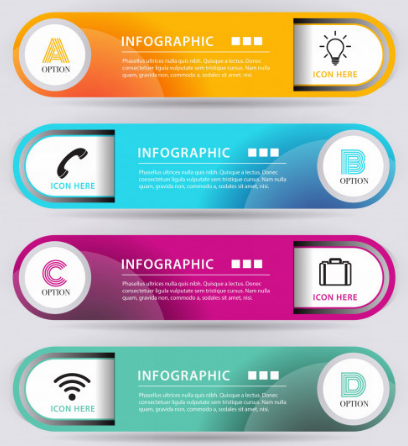 A
OPTION
INFOGRAPHIC
Phasellus ultrices nulla quis nibh. Quisque a lectus. Donec
consectetuer ligula vulputate sem tristique cursus. Nam nulla
quam, gravida non, commodo a, sodales sit amet, nisi.
ICON HERE
ICON HERE
INFOGRAPHIC
Phasellus ultrices nulla quis nibh. Quisque a lectus. Donec
consectetuer ligula vulputate sem tristique cursus. Nam nulla
quam, gravida non, commodo a, sodales sit amet, nisi.
B
OPTION
C
OPTION
INFOGRAPHIC
Phasellus ultrices nulla quis nibh. Quisque a lectus. Donec
consectetuer ligula vulputate sem tristique cursus. Nam nulla
quam, gravida non, commodo a, sodales sit amet, nisi.
ICON HERE
ICON HERE
INFOGRAPHIC
Phasellus ultrices nulla quis nibh. Quisque a lectus. Donec
consectetuer ligula vulputate sem tristique cursus. Nam nulla
quam, gravida non, commodo a, sodales sit amet, nisi.
D
OPTION